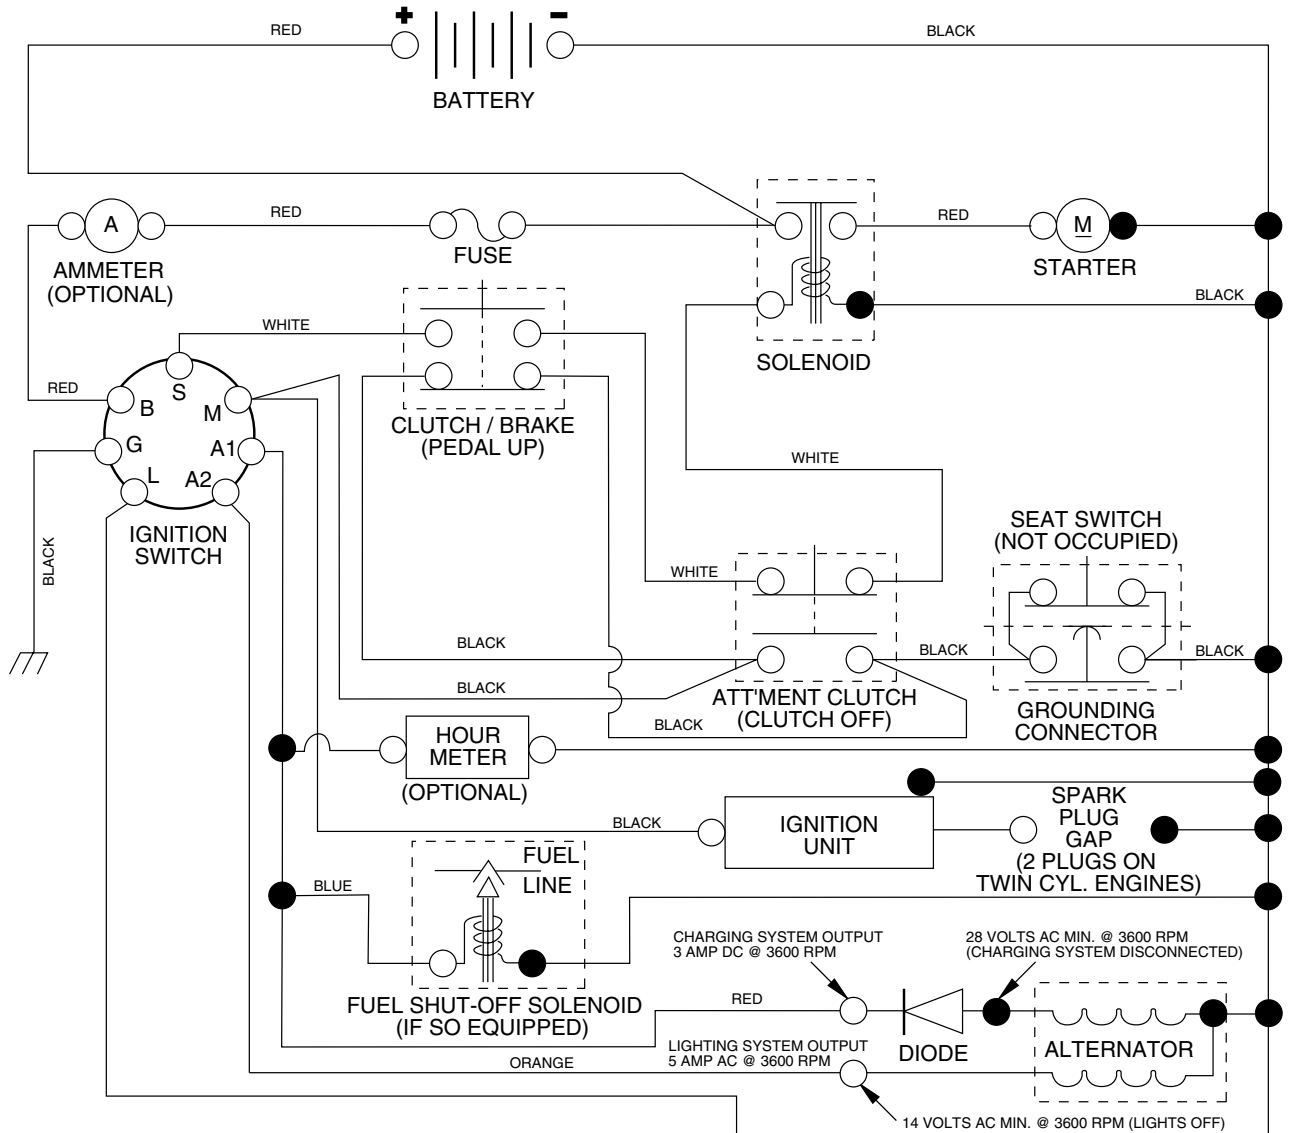 + −
RED
BLACK
BATTERY
A
RED
FUSE
RED
M
STARTER
AMMETER
(OPTIONAL)
BLACK
SOLENOID
WHITE
S
RED
B
M
G
A1
L
A2
CLUTCH / BRAKE
(PEDAL UP)
WHITE
IGNITION
SWITCH
BLACK
SEAT SWITCH
(NOT OCCUPIED)
WHITE
BLACK
BLACK
BLACK
BLACK
ATT'MENT CLUTCH
(CLUTCH OFF)
BLACK
GROUNDING
CONNECTOR
HOUR
METER
(OPTIONAL)
BLACK
IGNITION
UNIT
SPARK
PLUG
GAP
(2 PLUGS ON
TWIN CYL. ENGINES)
FUEL
LINE
BLUE
FUEL SHUT-OFF SOLENOID
(IF SO EQUIPPED)
CHARGING SYSTEM OUTPUT
3 AMP DC @ 3600 RPM
28 VOLTS AC MIN. @ 3600 RPM
(CHARGING SYSTEM DISCONNECTED)
RED
DIODE
ALTERNATOR
LIGHTING SYSTEM OUTPUT
5 AMP AC @ 3600 RPM
ORANGE
14 VOLTS AC MIN. @ 3600 RPM (LIGHTS OFF)